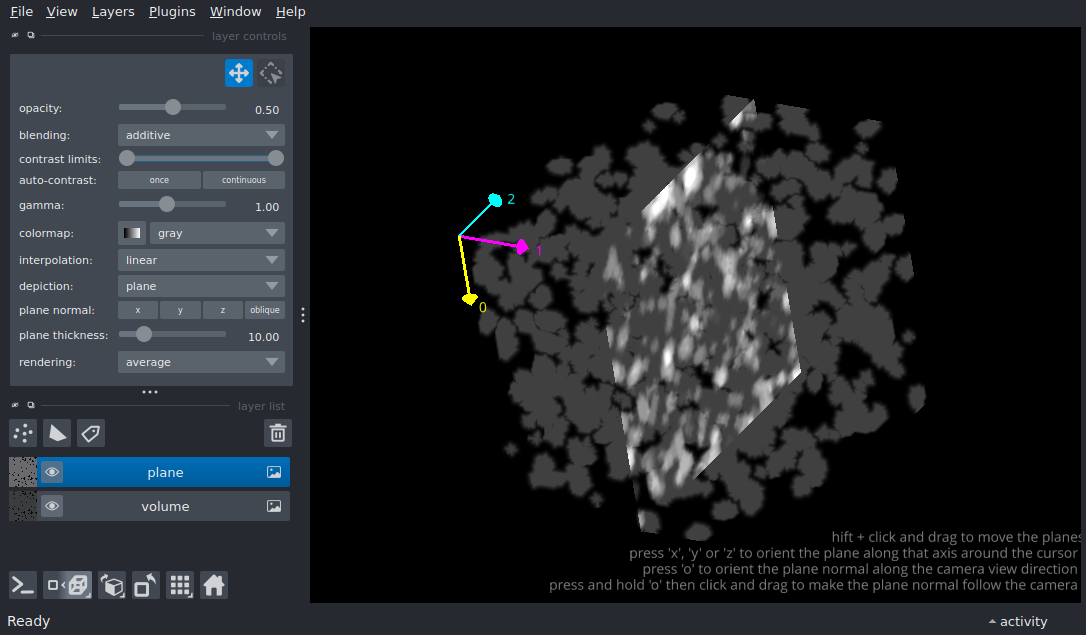 File View Layers Plugins Window Help
layer controls
opacity: 0.50
blending: additive
contrast limits:
auto-contrast: once continuous
gamma: 1.00
colormap: gray
interpolation: linear
depiction: plane
plane normal: x y z oblique
plane thickness: 10.00
rendering: average
layer list
plane
volume
2
1
0
hift + click and drag to move the planes
press 'x', 'y' or 'z' to orient the plane along that axis around the cursor
press 'o' to orient the plane normal along the camera view direction
press and hold 'o' then click and drag to make the plane normal follow the camera
Ready
activity